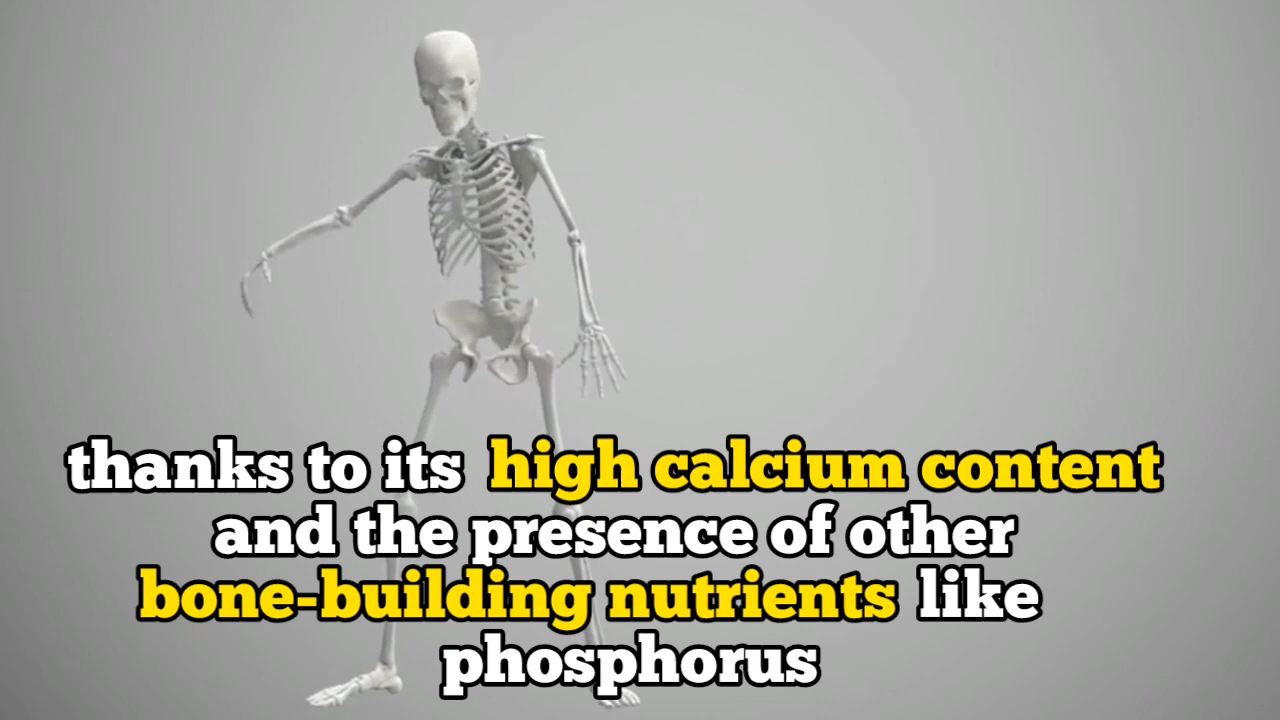 thanks to its high calcium content
and the presence of other
bone-building nutrients like
phosphorus